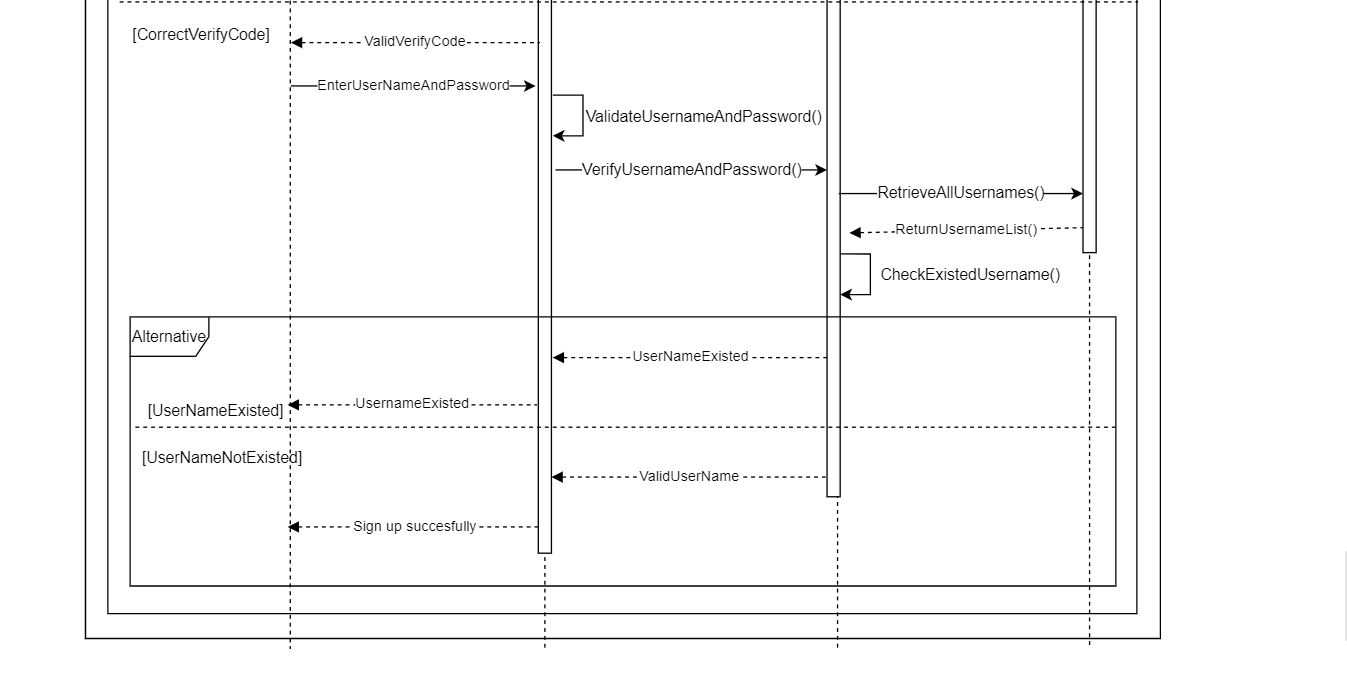 [CorrectVerifyCode]
ValidVerifyCode
EnterUserNameAndPassword
ValidateUsernameAndPassword()
VerifyUsernameAndPassword()
RetrieveAllUsernames()
ReturnUsernameList()
CheckExistedUsername()
Alternative
UserNameExisted
UsernameExisted
[UserNameExisted]
[UserNameNotExisted]
ValidUserName
Sign up succesfully